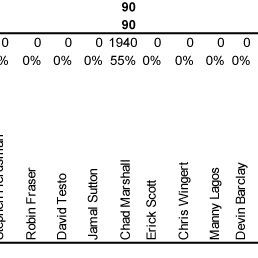 90
90
0 0 0 0 1940 0 0 0 0
% 0% 0% 0% 55% 0% 0% 0% 0%
Robin Fraser
David Testo
Jamal Sutton
Chad Marshall
Erick Scott
Chris Wingert
Manny Lagos
Devin Barclay